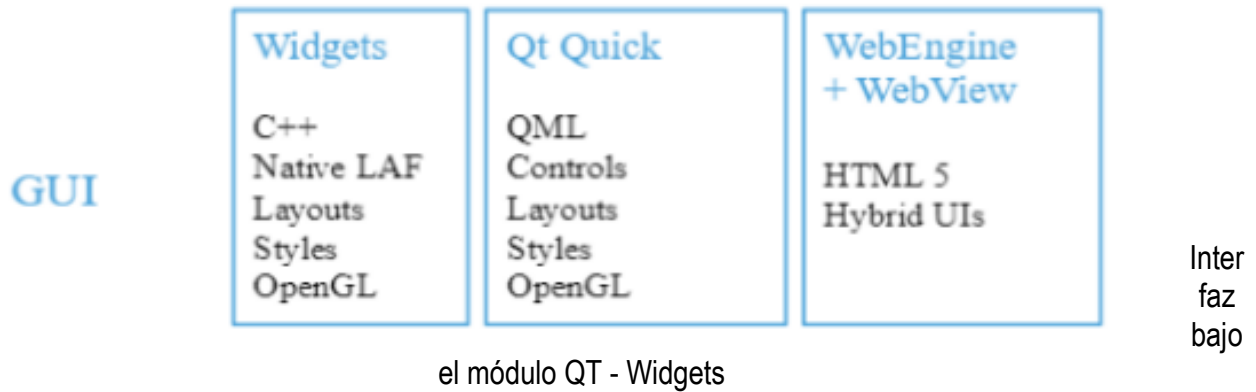 GUI
Widgets
C++
Native LAF
Layouts
Styles
OpenGL
Qt Quick
QML
Controls
Layouts
Styles
OpenGL
WebEngine
+ WebView
HTML 5
Hybrid UIs
Inter
faz
bajo
el módulo QT - Widgets